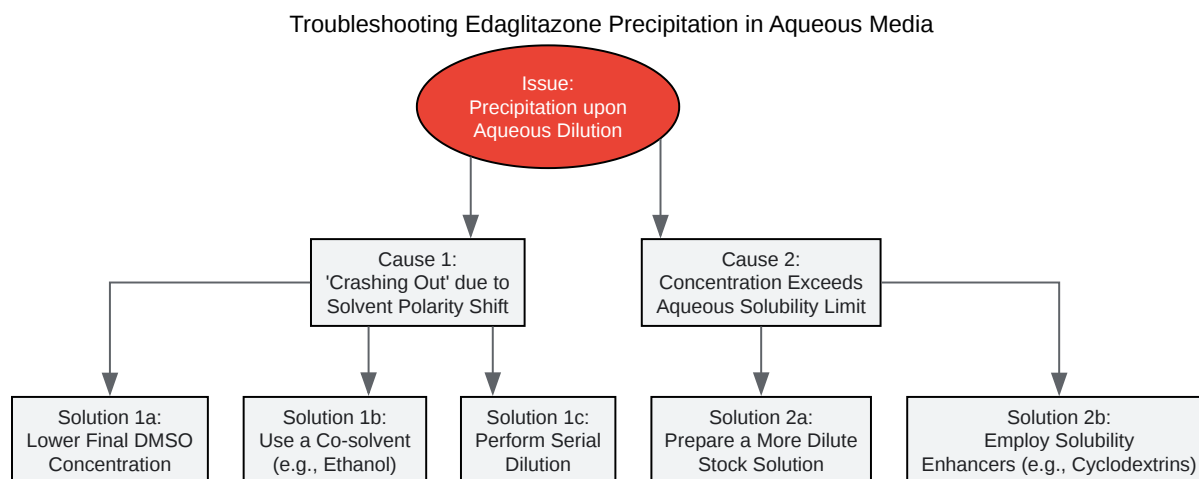 Troubleshooting Edaglitazone Precipitation in Aqueous Media
Issue:
Precipitation upon
Aqueous Dilution
Cause 1:
'Crashing Out' due to
Solvent Polarity Shift
Cause 2:
Concentration Exceeds
Aqueous Solubility Limit
Solution 1a:
Lower Final DMSO
Concentration
Solution 1b:
Use a Co-solvent
(e.g., Ethanol)
Solution 1c:
Perform Serial
Dilution
Solution 2a:
Prepare a More Dilute
Stock Solution
Solution 2b:
Employ Solubility
Enhancers (e.g., Cyclodextrins)